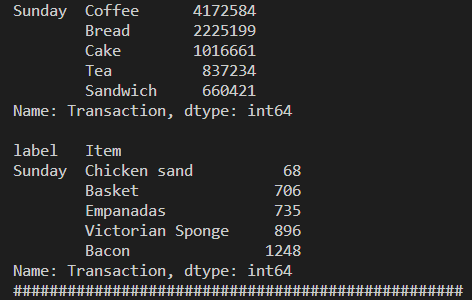 Sunday  Coffee      4172584
        Bread       2225199
        Cake        1016661
        Tea          837234
        Sandwich     660421
Name: Transaction, dtype: int64

label   Item
Sunday  Chicken sand          68
        Basket               706
        Empanadas            735
        Victorian Sponge     896
        Bacon               1248
Name: Transaction, dtype: int64
##################################################